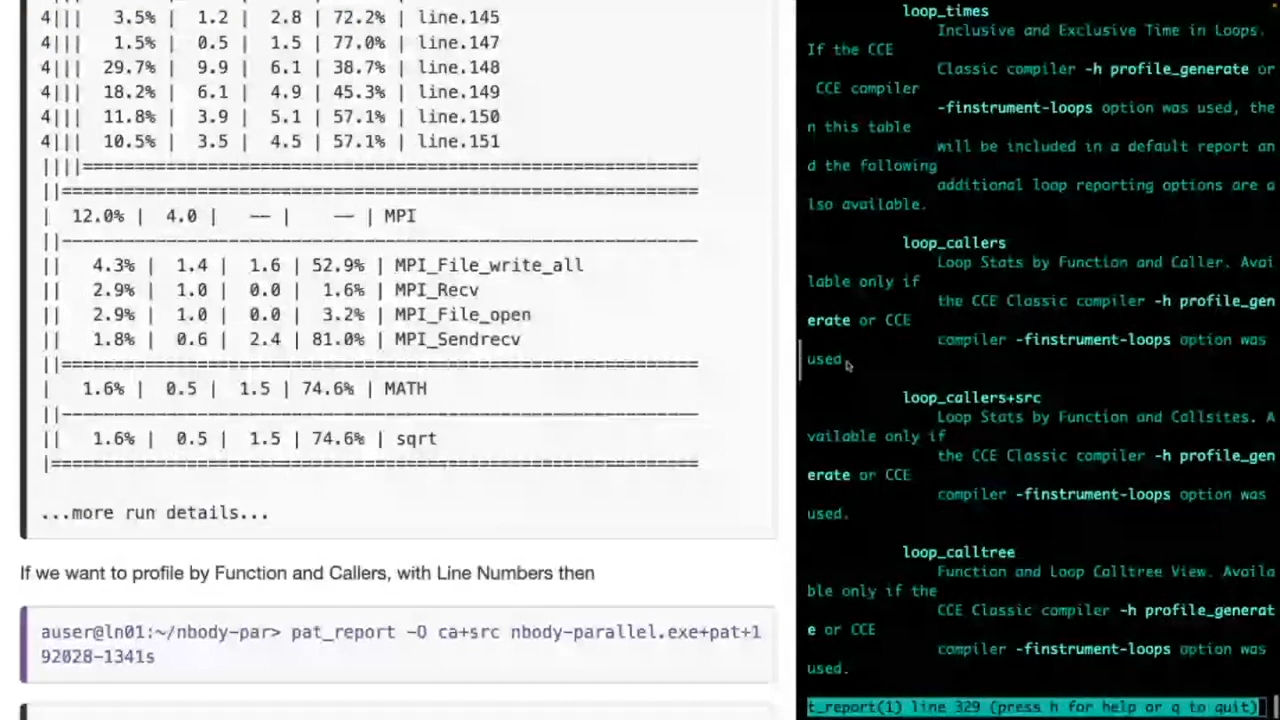 4|||   3.5% |  1.2 |  2.8 | 72.2% | line.145
4|||   1.5% |  0.5 |  1.5 | 77.0% | line.147
4|||  29.7% |  9.9 |  6.1 | 38.7% | line.148
4|||  18.2% |  6.1 |  4.9 | 45.3% | line.149
4|||  11.8% |  3.9 |  5.1 | 57.1% | line.150
4|||  10.5% |  3.5 |  4.5 | 57.1% | line.151
||||==========================================================
||============================================================
|  12.0% |  4.0 |   -- |    -- | MPI
||------------------------------------------------------------
||   4.3% |  1.4 |  1.6 | 52.9% | MPI_File_write_all
||   2.9% |  1.0 |  0.0 |  1.6% | MPI_Recv
||   2.9% |  1.0 |  0.0 |  3.2% | MPI_File_open
||   1.8% |  0.6 |  2.4 | 81.0% | MPI_Sendrecv
||============================================================
|   1.6% |  0.5 |  1.5 | 74.6% | MATH
||------------------------------------------------------------
||   1.6% |  0.5 |  1.5 | 74.6% | sqrt
|=============================================================
...more run details...
If we want to profile by Function and Callers, with Line Numbers then
auser@ln01:~/nbody-par> pat_report -O ca+src nbody-parallel.exe+pat+1
92028-1341s
loop_times
Inclusive and Exclusive Time in Loops.
If the CCE
Classic compiler -h profile_generate or
CCE compiler
-finstrument-loops option was used, the
n this table
will be included in a default report an
d the following
additional loop reporting options are a
lso available.
loop_callers
Loop Stats by Function and Caller. Avai
lable only if
the CCE Classic compiler -h profile_gen
erate or CCE
compiler -finstrument-loops option was
used.
loop_callers+src
Loop Stats by Function and Callsites. A
vailable only if
the CCE Classic compiler -h profile_gen
erate or CCE
compiler -finstrument-loops option was
used.
loop_calltree
Function and Loop Calltree View. Availa
ble only if the
CCE Classic compiler -h profile_generat
e or CCE
compiler -finstrument-loops option was
used.
t_report(1) line 329 (press h for help or q to quit)